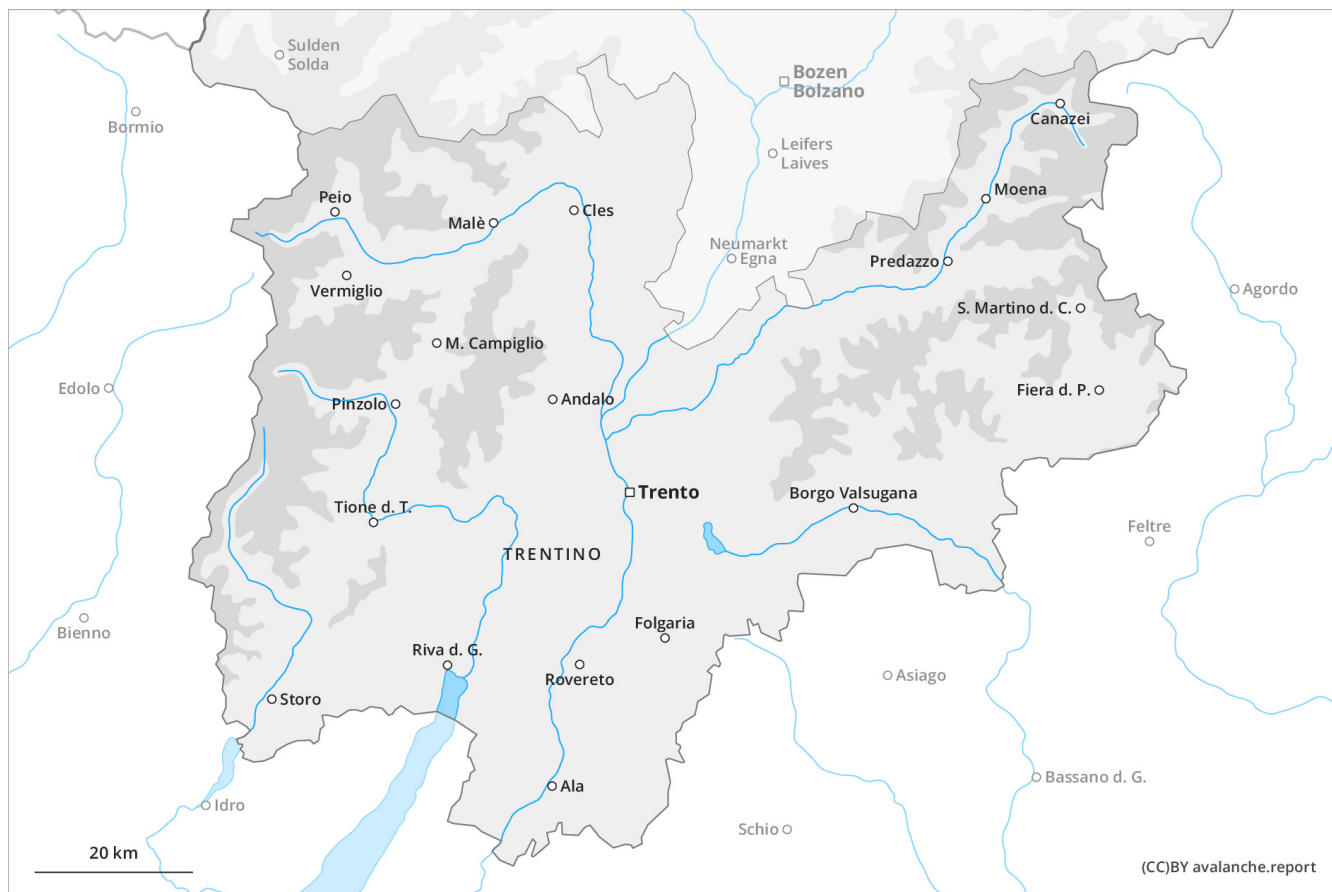 Sulden
Solda
Bozen
Bolzano
Bormio
Canazei
Leifers
Laives
Peio
Moena
Malè
Cles
Neumarkt
Egna
Predazzo
Vermiglio
Agordo
S. Martino d. C.
M. Campiglio
Edolo
Fiera d. P.
Pinzolo
Andalo
Trento
Borgo Valsugana
Tione d. T.
Feltre
TRENTINO
Bienno
Folgaria
Riva d. G.
Rovereto
Asiago
Storo
Bassano d. G.
Ala
Idro
Schio
20 km
(CC)BY avalanche.report